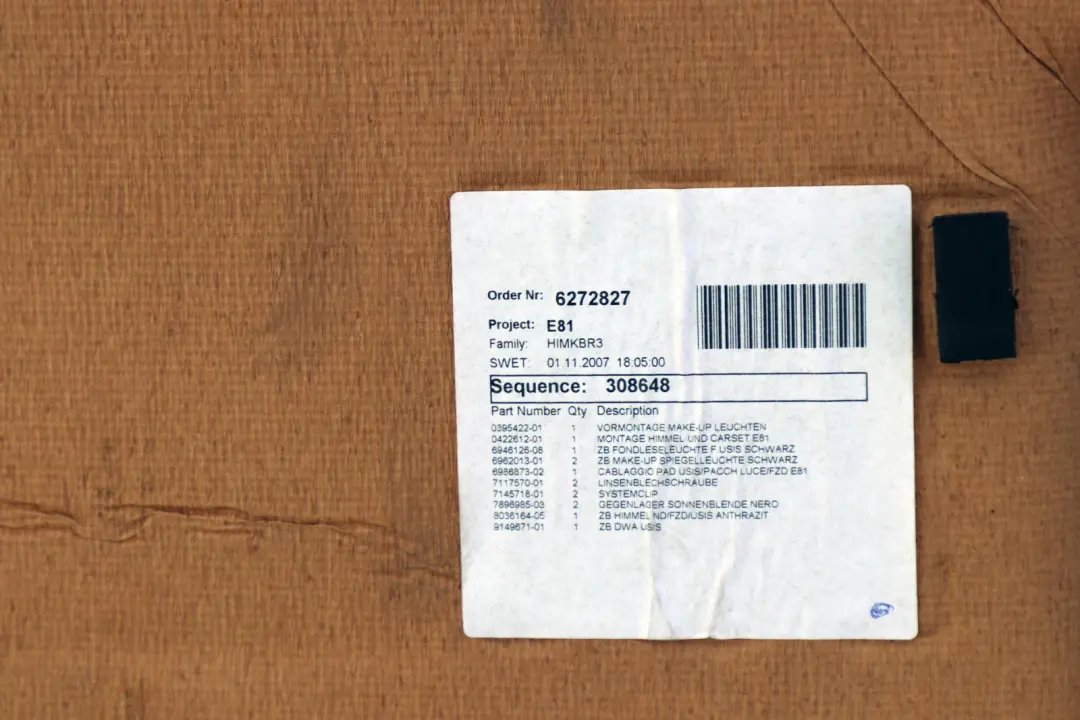 Order Nr: 6272827
Project: E81
Family: HIMKBR3
SWET: 01.11.2007 18:05:00
Sequence: 308648
Part Number Qty Description
0395422-01 1 VORMONTAGE MAKE-UP LEUCHTEN
0422612-01 1 MONTAGE HIMMEL UND CARSET E81
6946126-08 1 ZB FONDLESELEUCHTE F USIS SCHWARZ
6962013-01 2 ZB MAKE-UP SPIEGELLEUCHTE SCHWARZ
6986873-02 1 CABLAGGIO PAD USIS/PACCH LUCE/FZD E81
7117570-01 2 LINSENBLECHSCHRAUBE
7145718-01 2 SYSTEMCLIP
7896985-03 2 GEGENLAGER SONNENBLENDE NERO
8036164-05 1 ZB HIMMEL ND/FZD/USIS ANTHRAZIT
9149671-01 1 ZB DWA USIS